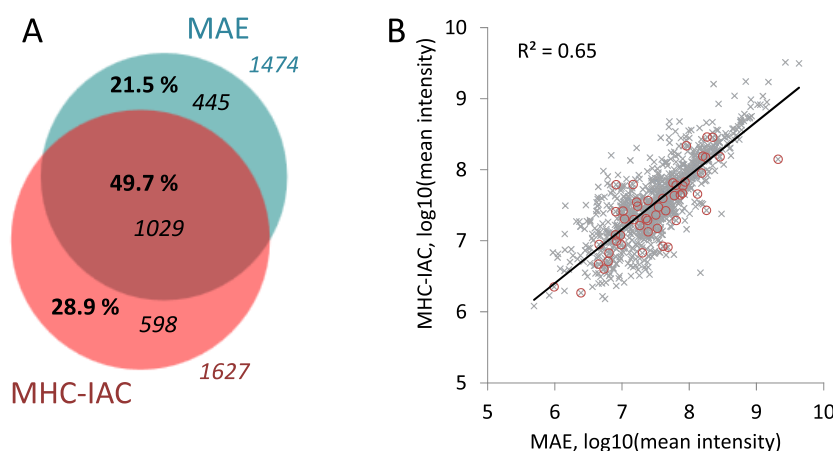 A
MAE
1474
21.5 %
445
49.7 %
1029
28.9 %
598
1627
MHC-IAC
B
R² = 0.65
MHC-IAC, log10(mean intensity)
10
9
8
7
6
5
5 6 7 8 9 10
MAE, log10(mean intensity)